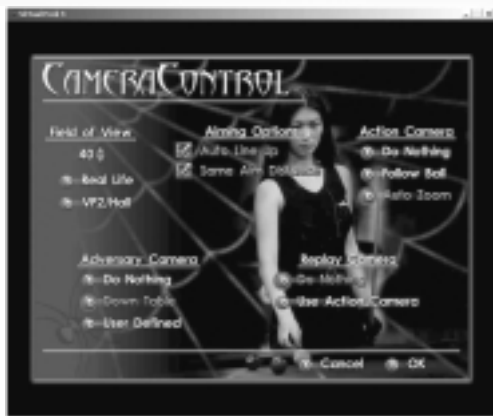 CAMERACONTROL
Field of View
40
Real Life
VP2/Hall
Aiming Options
Auto Line-up
Same Aim Distance
Action Camera
Do Nothing
Follow Ball
Auto Zoom
Adversary Camera
Do Nothing
Down Table
User Defined
Replay Camera
Do Nothing
Use Action Camera
Cancel
OK